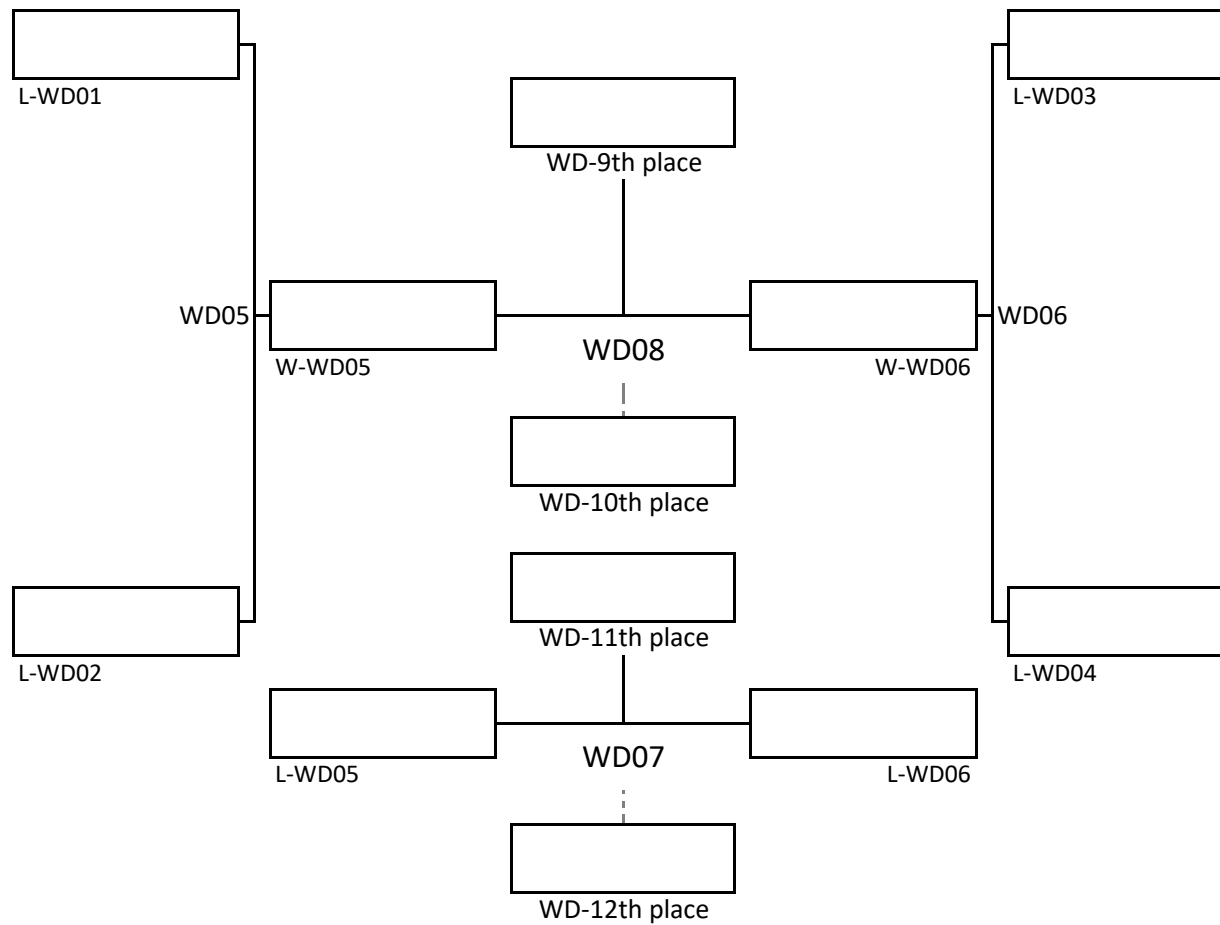 L-WD01
L-WD03
WD-9th place
WD05
WD06
WD08
W-WD05
W-WD06
WD-10th place
WD-11th place
L-WD02
L-WD04
WD07
L-WD05
L-WD06
WD-12th place